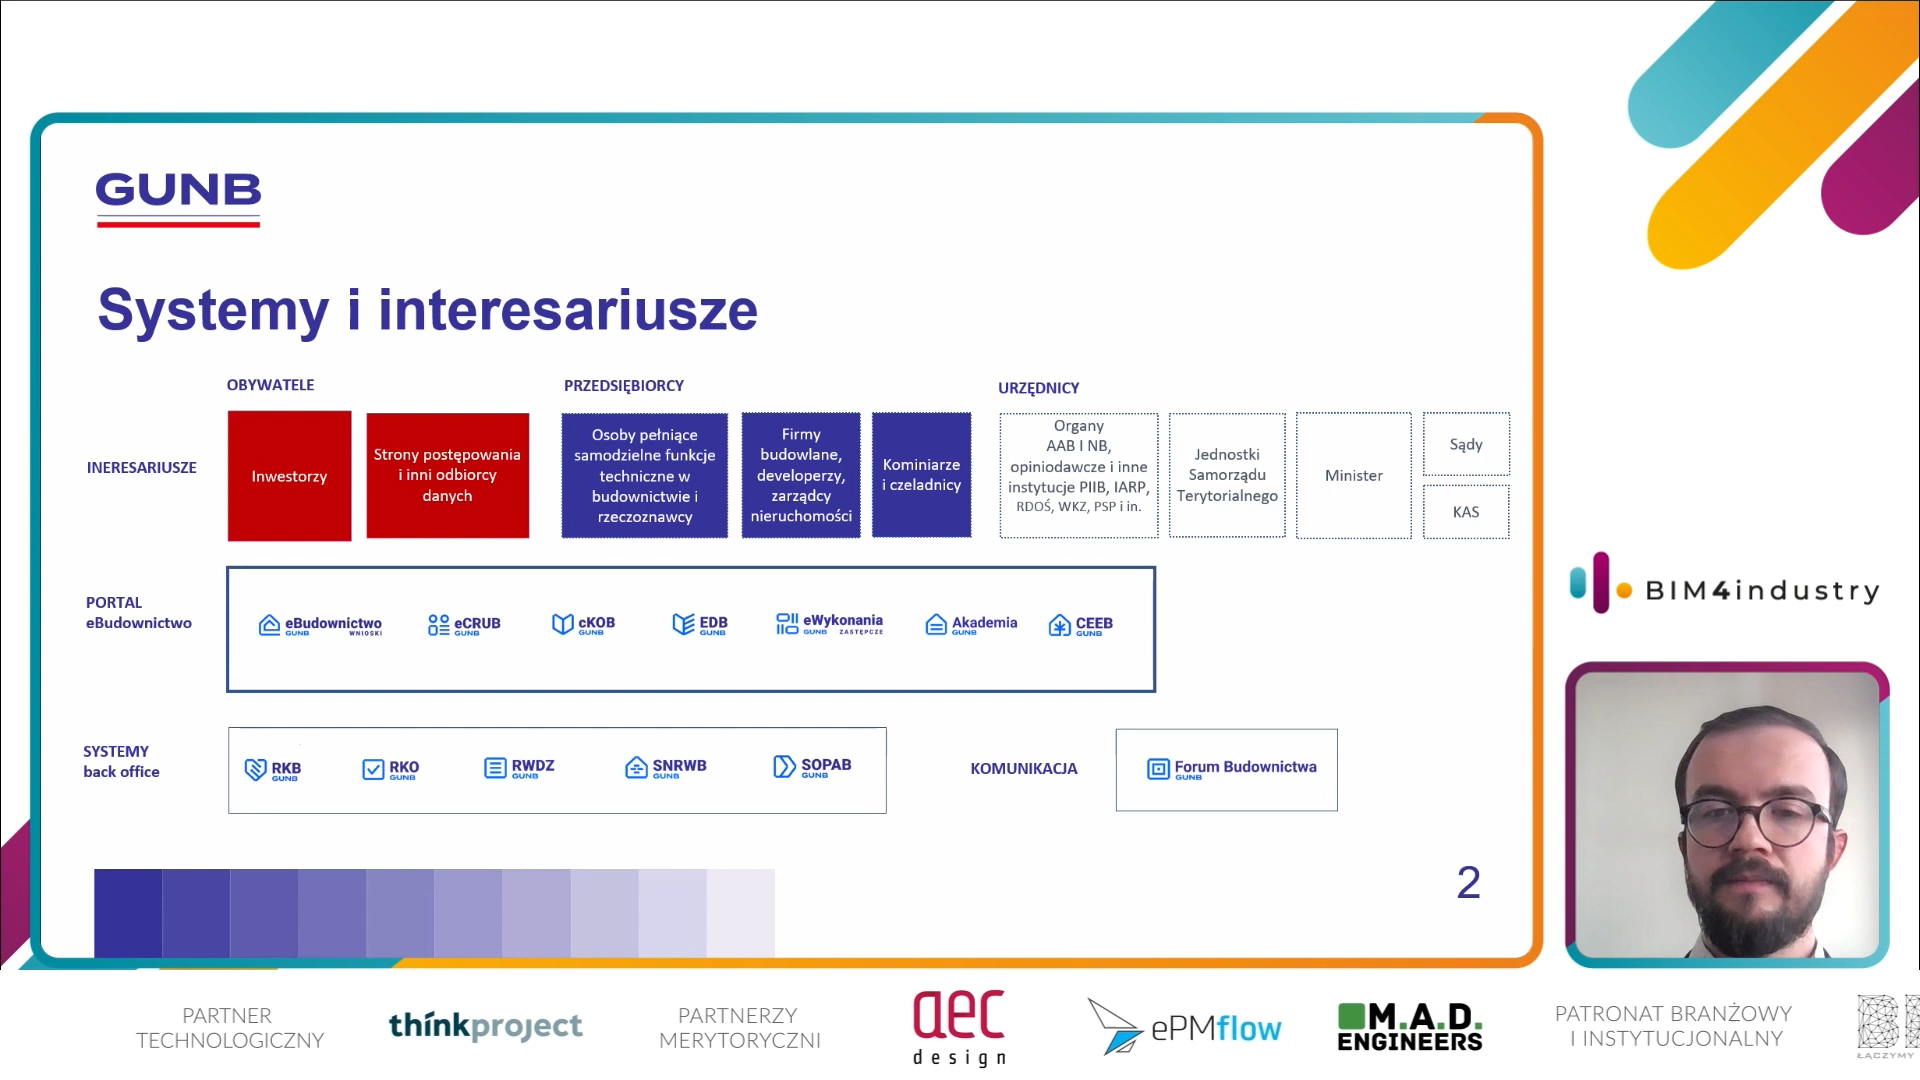 GUNB
Systemy i interesariusze
OBYWATELE
PRZEDSIĘBIORCY
URZĘDNICY
INERESARIUSZE
Inwestorzy
Strony postępowania
i inni odbiorcy
danych
Osoby pełniące
samodzielne funkcje
techniczne w
budownictwie i
rzeczoznawcy
Firmy
budowlane,
developerzy,
zarządcy
nieruchomości
Kominiarze
i czeladnicy
Organy
AAB I NB,
opiniodawcze i inne
instytucje PIIB, IARP,
RDOŚ, WKZ, PSP i in.
Jednostki
Samorządu
Terytorialnego
Minister
Sądy
KAS
PORTAL
eBudownictwo
eBudownictwo
GUNB WNIOSKI
eCRUB
GUNB
cKOB
GUNB
EDB
GUNB
eWykonania
GUNB ZASTĘPCZE
Akademia
GUNB
CEEB
GUNB
SYSTEMY
back office
RKB
GUNB
RKO
GUNB
RWDZ
GUNB
SNRWB
GUNB
SOPAB
GUNB
KOMUNIKACJA
Forum Budownictwa
GUNB
2
BIM4industry
PARTNER
TECHNOLOGICZNY
thinkproject
PARTNERZY
MERYTORYCZNI
aec
design
ePMflow
M.A.D.
ENGINEERS
PATRONAT BRANŻOWY
I INSTYTUCJONALNY
ŁĄCZYMY